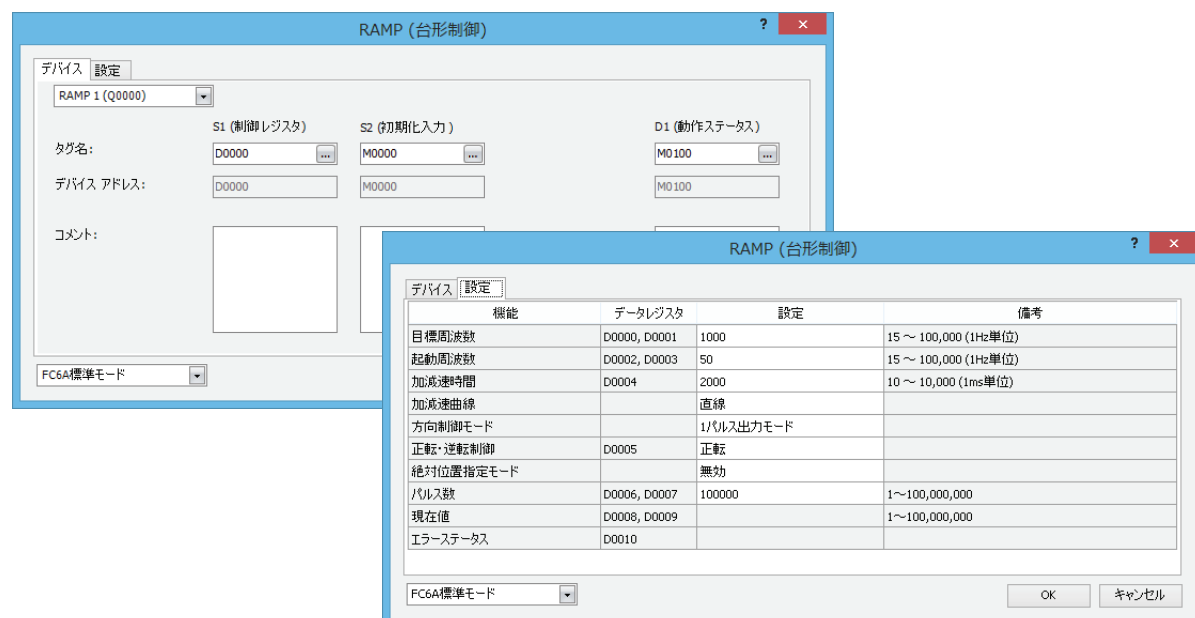 RAMP (台形制御)
? ×
デバイス 設定
RAMP 1 (Q0000)
S1 (制御レジスタ) S2 (初期化入力) D1 (動作ステータス)
タグ名: D0000 ... M0000 ... M0100 ...
デバイス アドレス: D0000 M0000 M0100
コメント:
FC6A標準モード
RAMP (台形制御)
? ×
デバイス 設定
機能 データレジスタ 設定 備考
目標周波数 D0000, D0001 1000 15 ～ 100,000 (1Hz単位)
起動周波数 D0002, D0003 50 15 ～ 100,000 (1Hz単位)
加減速時間 D0004 2000 10 ～ 10,000 (1ms単位)
加減速曲線 直線
方向制御モード 1パルス出力モード
正転・逆転制御 D0005 正転
絶対位置指定モード 無効
パルス数 D0006, D0007 100000 1～100,000,000
現在値 D0008, D0009 1～100,000,000
エラーステータス D0010
FC6A標準モード
OK キャンセル